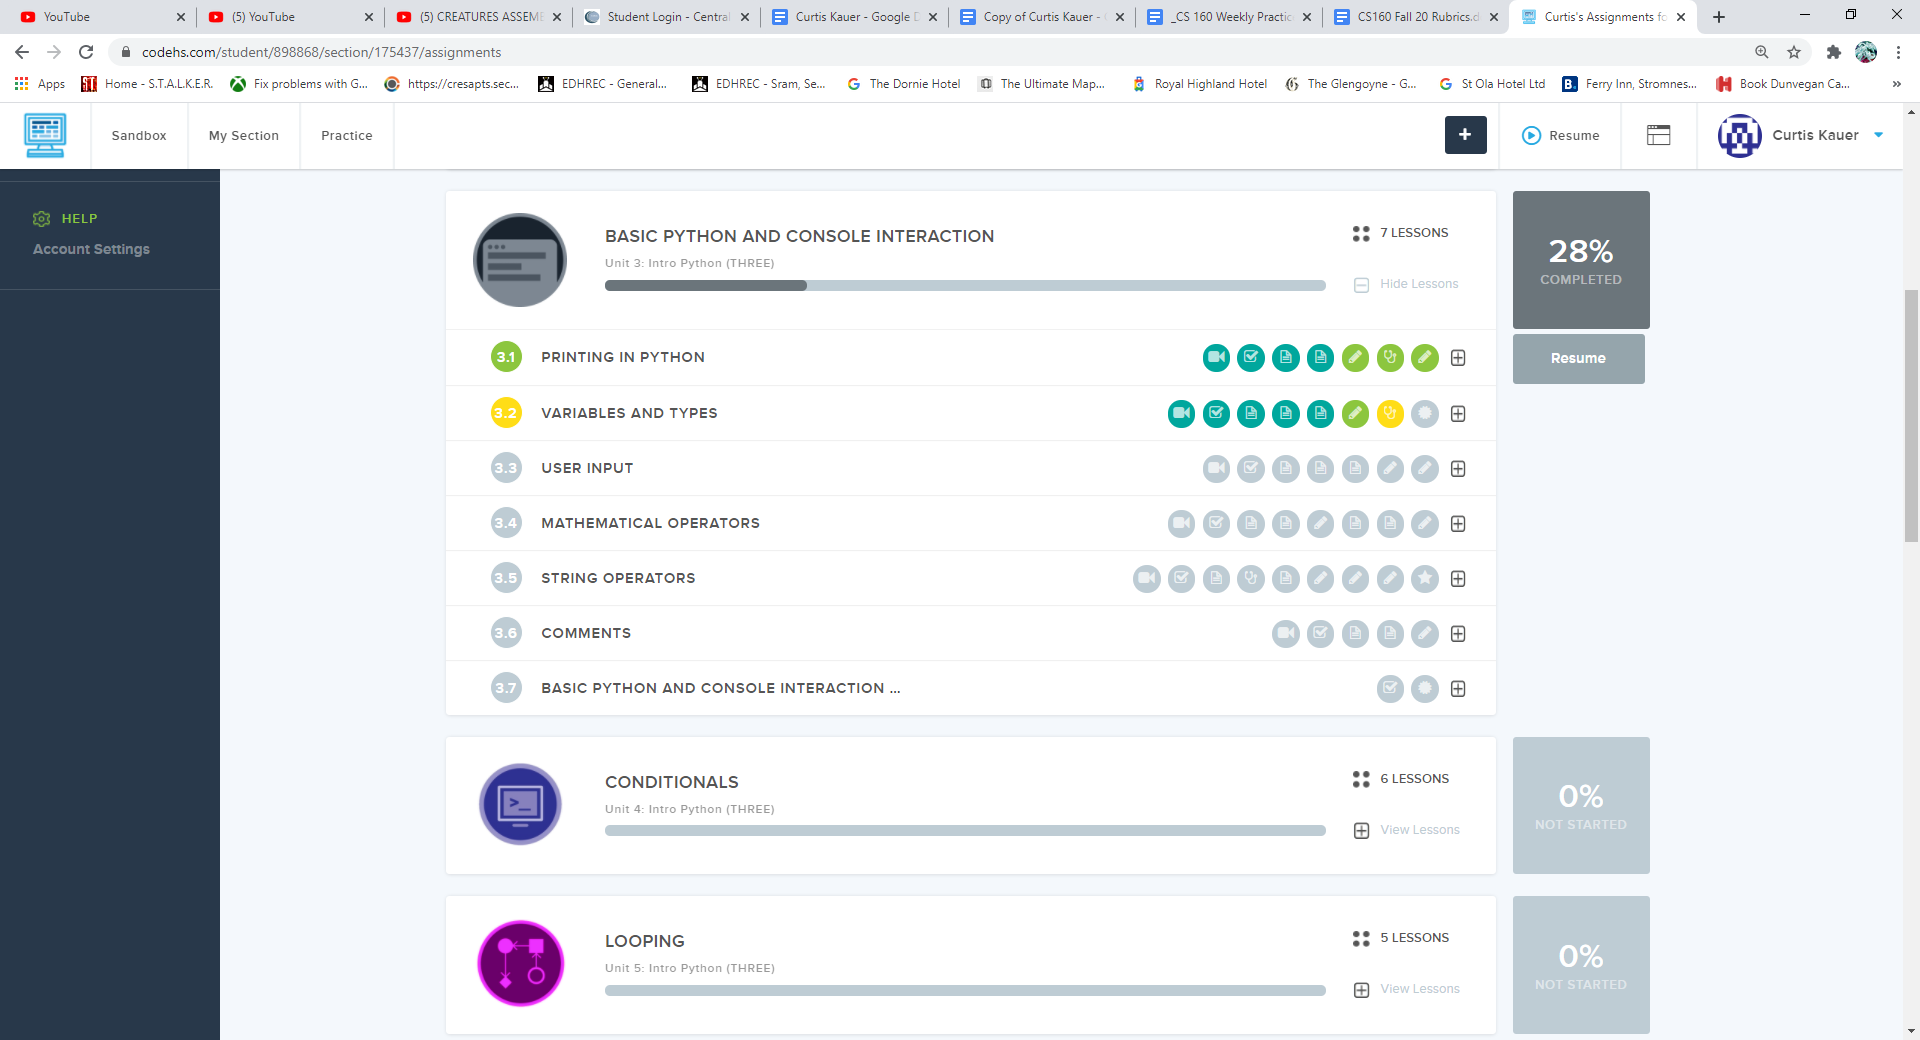 YouTube
(5) YouTube
(5) CREATURES ASSEME
Student Login - Central
Curtis Kauer - Google D
Copy of Curtis Kauer -
_CS 160 Weekly Practic
CS160 Fall 20 Rubrics.d
Curtis's Assignments fo
codehs.com/student/898868/section/175437/assignments
Apps
Home - S.T.A.L.K.E.R.
Fix problems with G...
https://cresapts.sec...
EDHREC - General...
EDHREC - Sram, Se...
The Dornie Hotel
The Ultimate Map...
Royal Highland Hotel
The Glengoyne - G...
St Ola Hotel Ltd
B.
Ferry Inn, Stromnes...
Book Dunvegan Ca...
»
Sandbox
My Section
Practice
+
Resume
Curtis Kauer
HELP
Account Settings
BASIC PYTHON AND CONSOLE INTERACTION
Unit 3: Intro Python (THREE)
7 LESSONS
Hide Lessons
28%
COMPLETED
Resume
3.1 PRINTING IN PYTHON
3.2 VARIABLES AND TYPES
3.3 USER INPUT
3.4 MATHEMATICAL OPERATORS
3.5 STRING OPERATORS
3.6 COMMENTS
3.7 BASIC PYTHON AND CONSOLE INTERACTION ...
CONDITIONALS
Unit 4: Intro Python (THREE)
6 LESSONS
View Lessons
0%
NOT STARTED
LOOPING
Unit 5: Intro Python (THREE)
5 LESSONS
View Lessons
0%
NOT STARTED